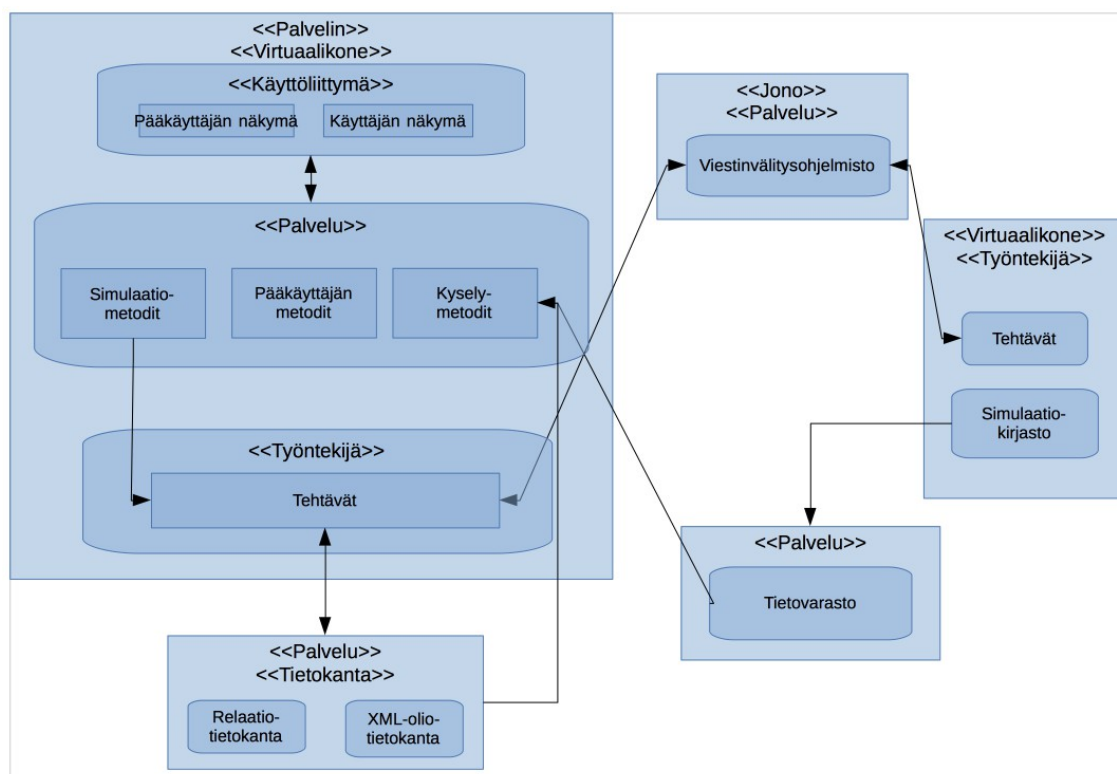 <<Palvelin>>
<<Virtuaalikone>>
<<Käyttöliittymä>>
Pääkäyttäjän näkymä
Käyttäjän näkymä
<<Palvelu>>
Simulaatio-
metodit
Pääkäyttäjän
metodit
Kysely-
metodit
<<Työntekijä>>
Tehtävät
<<Palvelu>>
<<Tietokanta>>
Relaatio-
tietokanta
XML-olio-
tietokanta
<<Jono>>
<<Palvelu>>
Viestinvälitysohjelmisto
<<Virtuaalikone>>
<<Työntekijä>>
Tehtävät
Simulaatio-
kirjasto
<<Palvelu>>
Tietovarasto